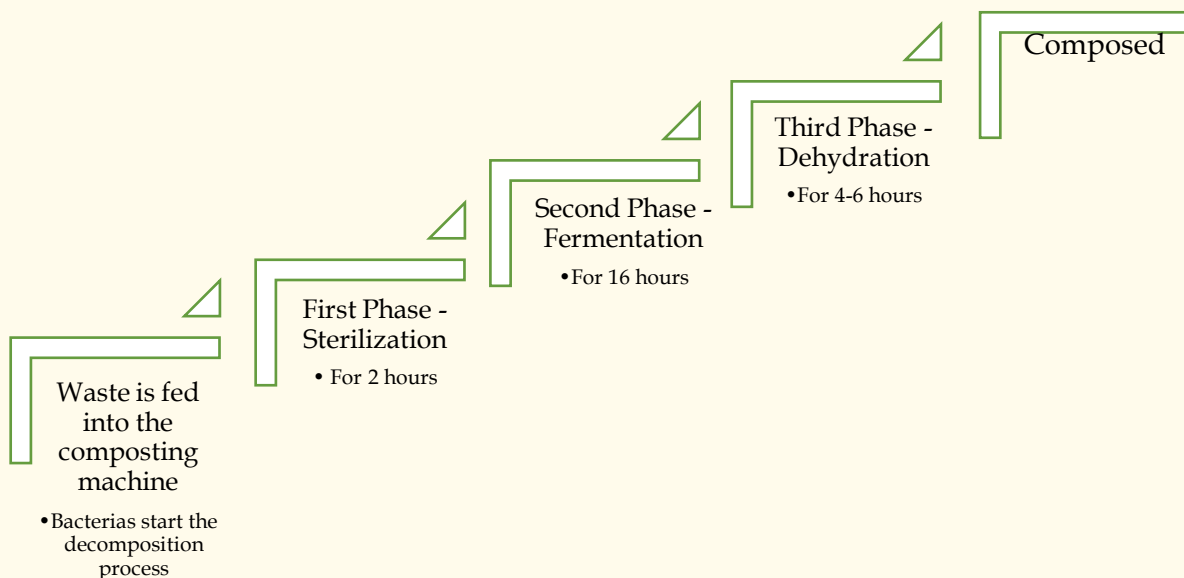 Waste is fed
into the
composting
machine
•Bacterias start the
decomposition
process
First Phase -
Sterilization
• For 2 hours
Second Phase -
Fermentation
•For 16 hours
Third Phase -
Dehydration
•For 4-6 hours
Composed